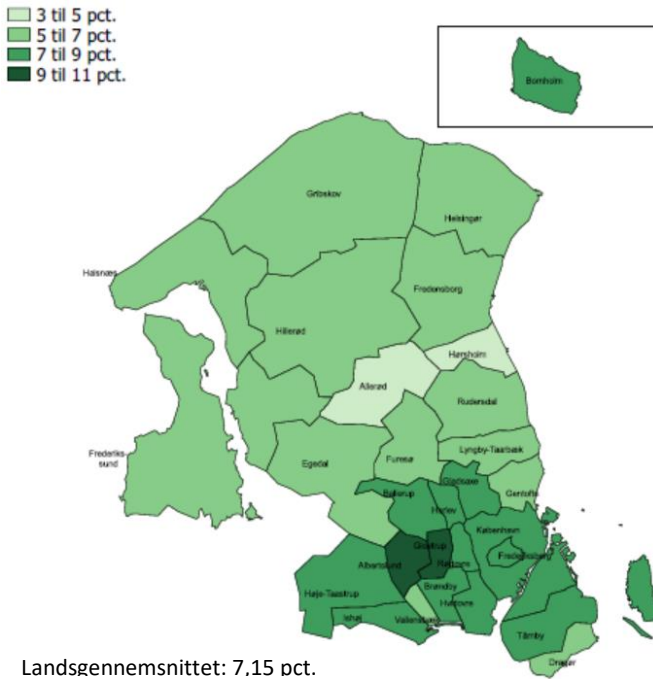 3 til 5 pct.
5 til 7 pct.
7 til 9 pct.
9 til 11 pct.
Bornholm
Gribskov
Helsingør
Halsnæs
Fredensborg
Hillerød
Hørsholm
Allerød
Rudersdal
Frederiks
sund
Egedal
Furesø
Lyngby-Taarbæk
Ballerup
Gladsaxe
Gentofte
Herlev
København
Glostrup
Frederiksberg
Albertslund
Rødovre
Høje-Taastrup
Brøndby
Ishøj
Vallensbæk
Hvidovre
Tårnby
Dragør
Landsgennemsnittet: 7,15 pct.